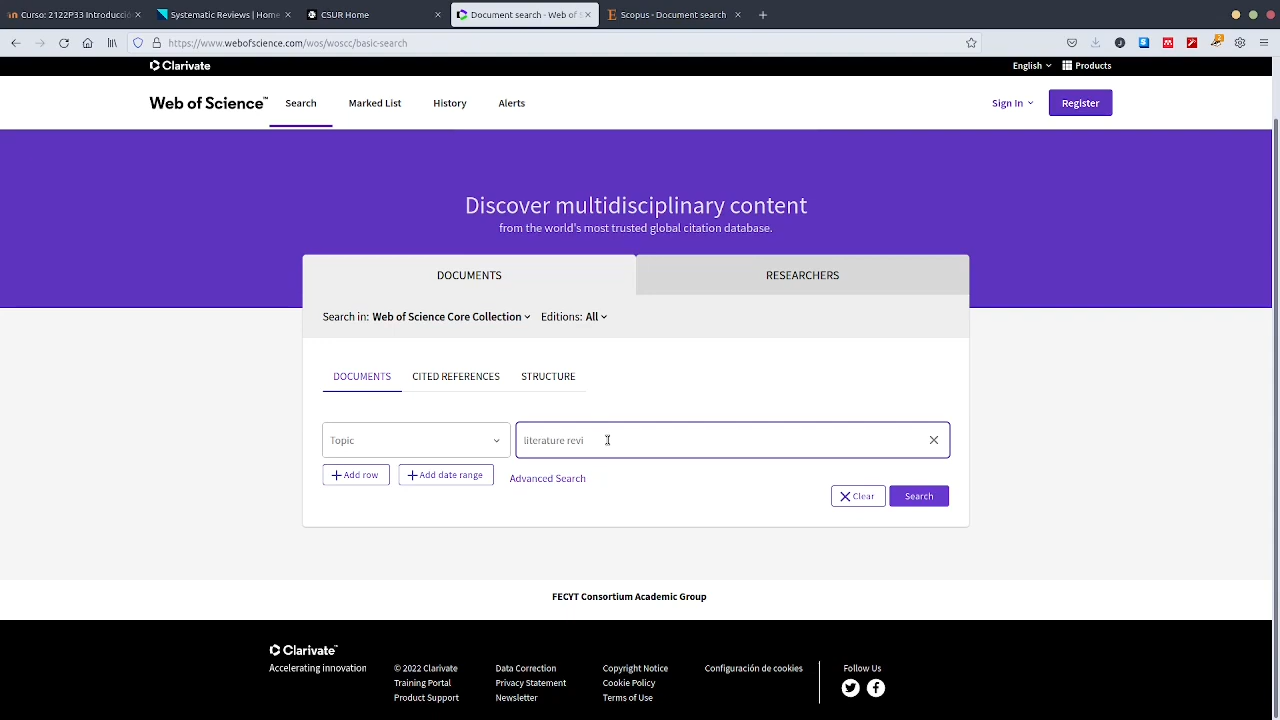 Curso: 2122P33 Introducció
Systematic Reviews | Home
CSUR Home
Document search - Web of
Scopus - Document search
https://www.webofscience.com/wos/woscc/basic-search
Clarivate
English
Products
Web of Science™
Search
Marked List
History
Alerts
Sign In
Register
Discover multidisciplinary content
from the world's most trusted global citation database.
DOCUMENTS
RESEARCHERS
Search in: Web of Science Core Collection
Editions: All
DOCUMENTS
CITED REFERENCES
STRUCTURE
Topic
literature revi
Add row
Add date range
Advanced Search
Clear
Search
FECYT Consortium Academic Group
Clarivate™
Accelerating innovation
© 2022 Clarivate
Training Portal
Product Support
Data Correction
Privacy Statement
Newsletter
Copyright Notice
Cookie Policy
Terms of Use
Configuración de cookies
Follow Us